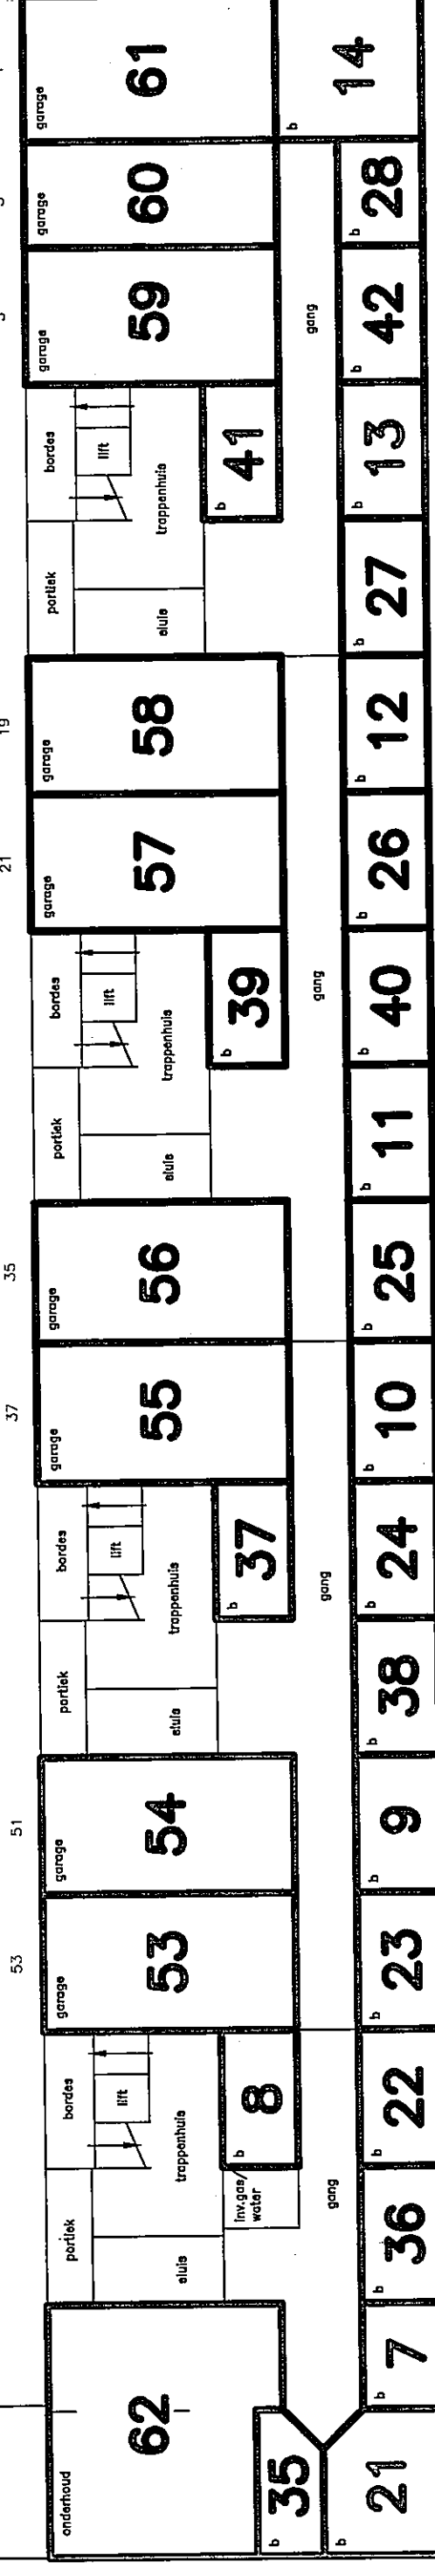 53
51
37
35
21
19
onderhoud
62
portiek
bordes
lift
sluis
trappenhuis
inv.gas/
water
b
8
garage
53
garage
54
portiek
bordes
lift
sluis
trappenhuis
b
37
garage
55
garage
56
portiek
bordes
lift
sluis
trappenhuis
b
39
garage
57
garage
58
portiek
bordes
lift
sluis
trappenhuis
b
41
garage
59
garage
60
garage
61
b
35
gang
gang
gang
gang
b
21
b
7
b
36
b
22
b
23
b
9
b
38
b
24
b
10
b
25
b
11
b
40
b
26
b
12
b
27
b
13
b
42
b
28
b
14